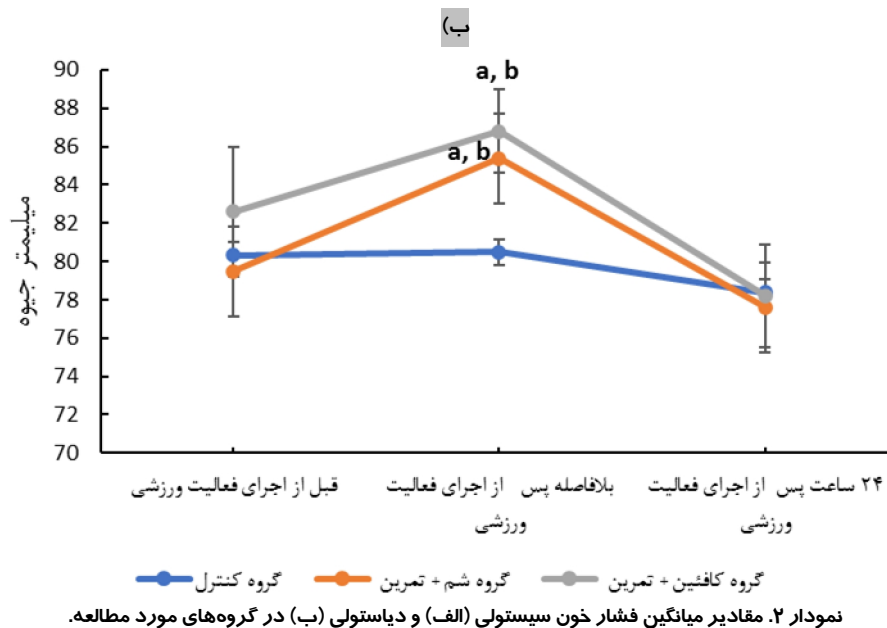 ب)
90
88
86
84
82
80
78
76
74
72
70
میلیمتر جیوه
a, b
a, b
قبل از اجرای فعالیت ورزشی
بلافاصله پس از اجرای فعالیت
ورزشی
۲۴ ساعت پس از اجرای فعالیت
ورزشی
گروه کنترل
گروه شم + تمرین
گروه کافئین + تمرین
نمودار ۲. مقادیر میانگین فشار خون سیستولی (الف) و دیاستولی (ب) در گروه‌های مورد مطالعه.